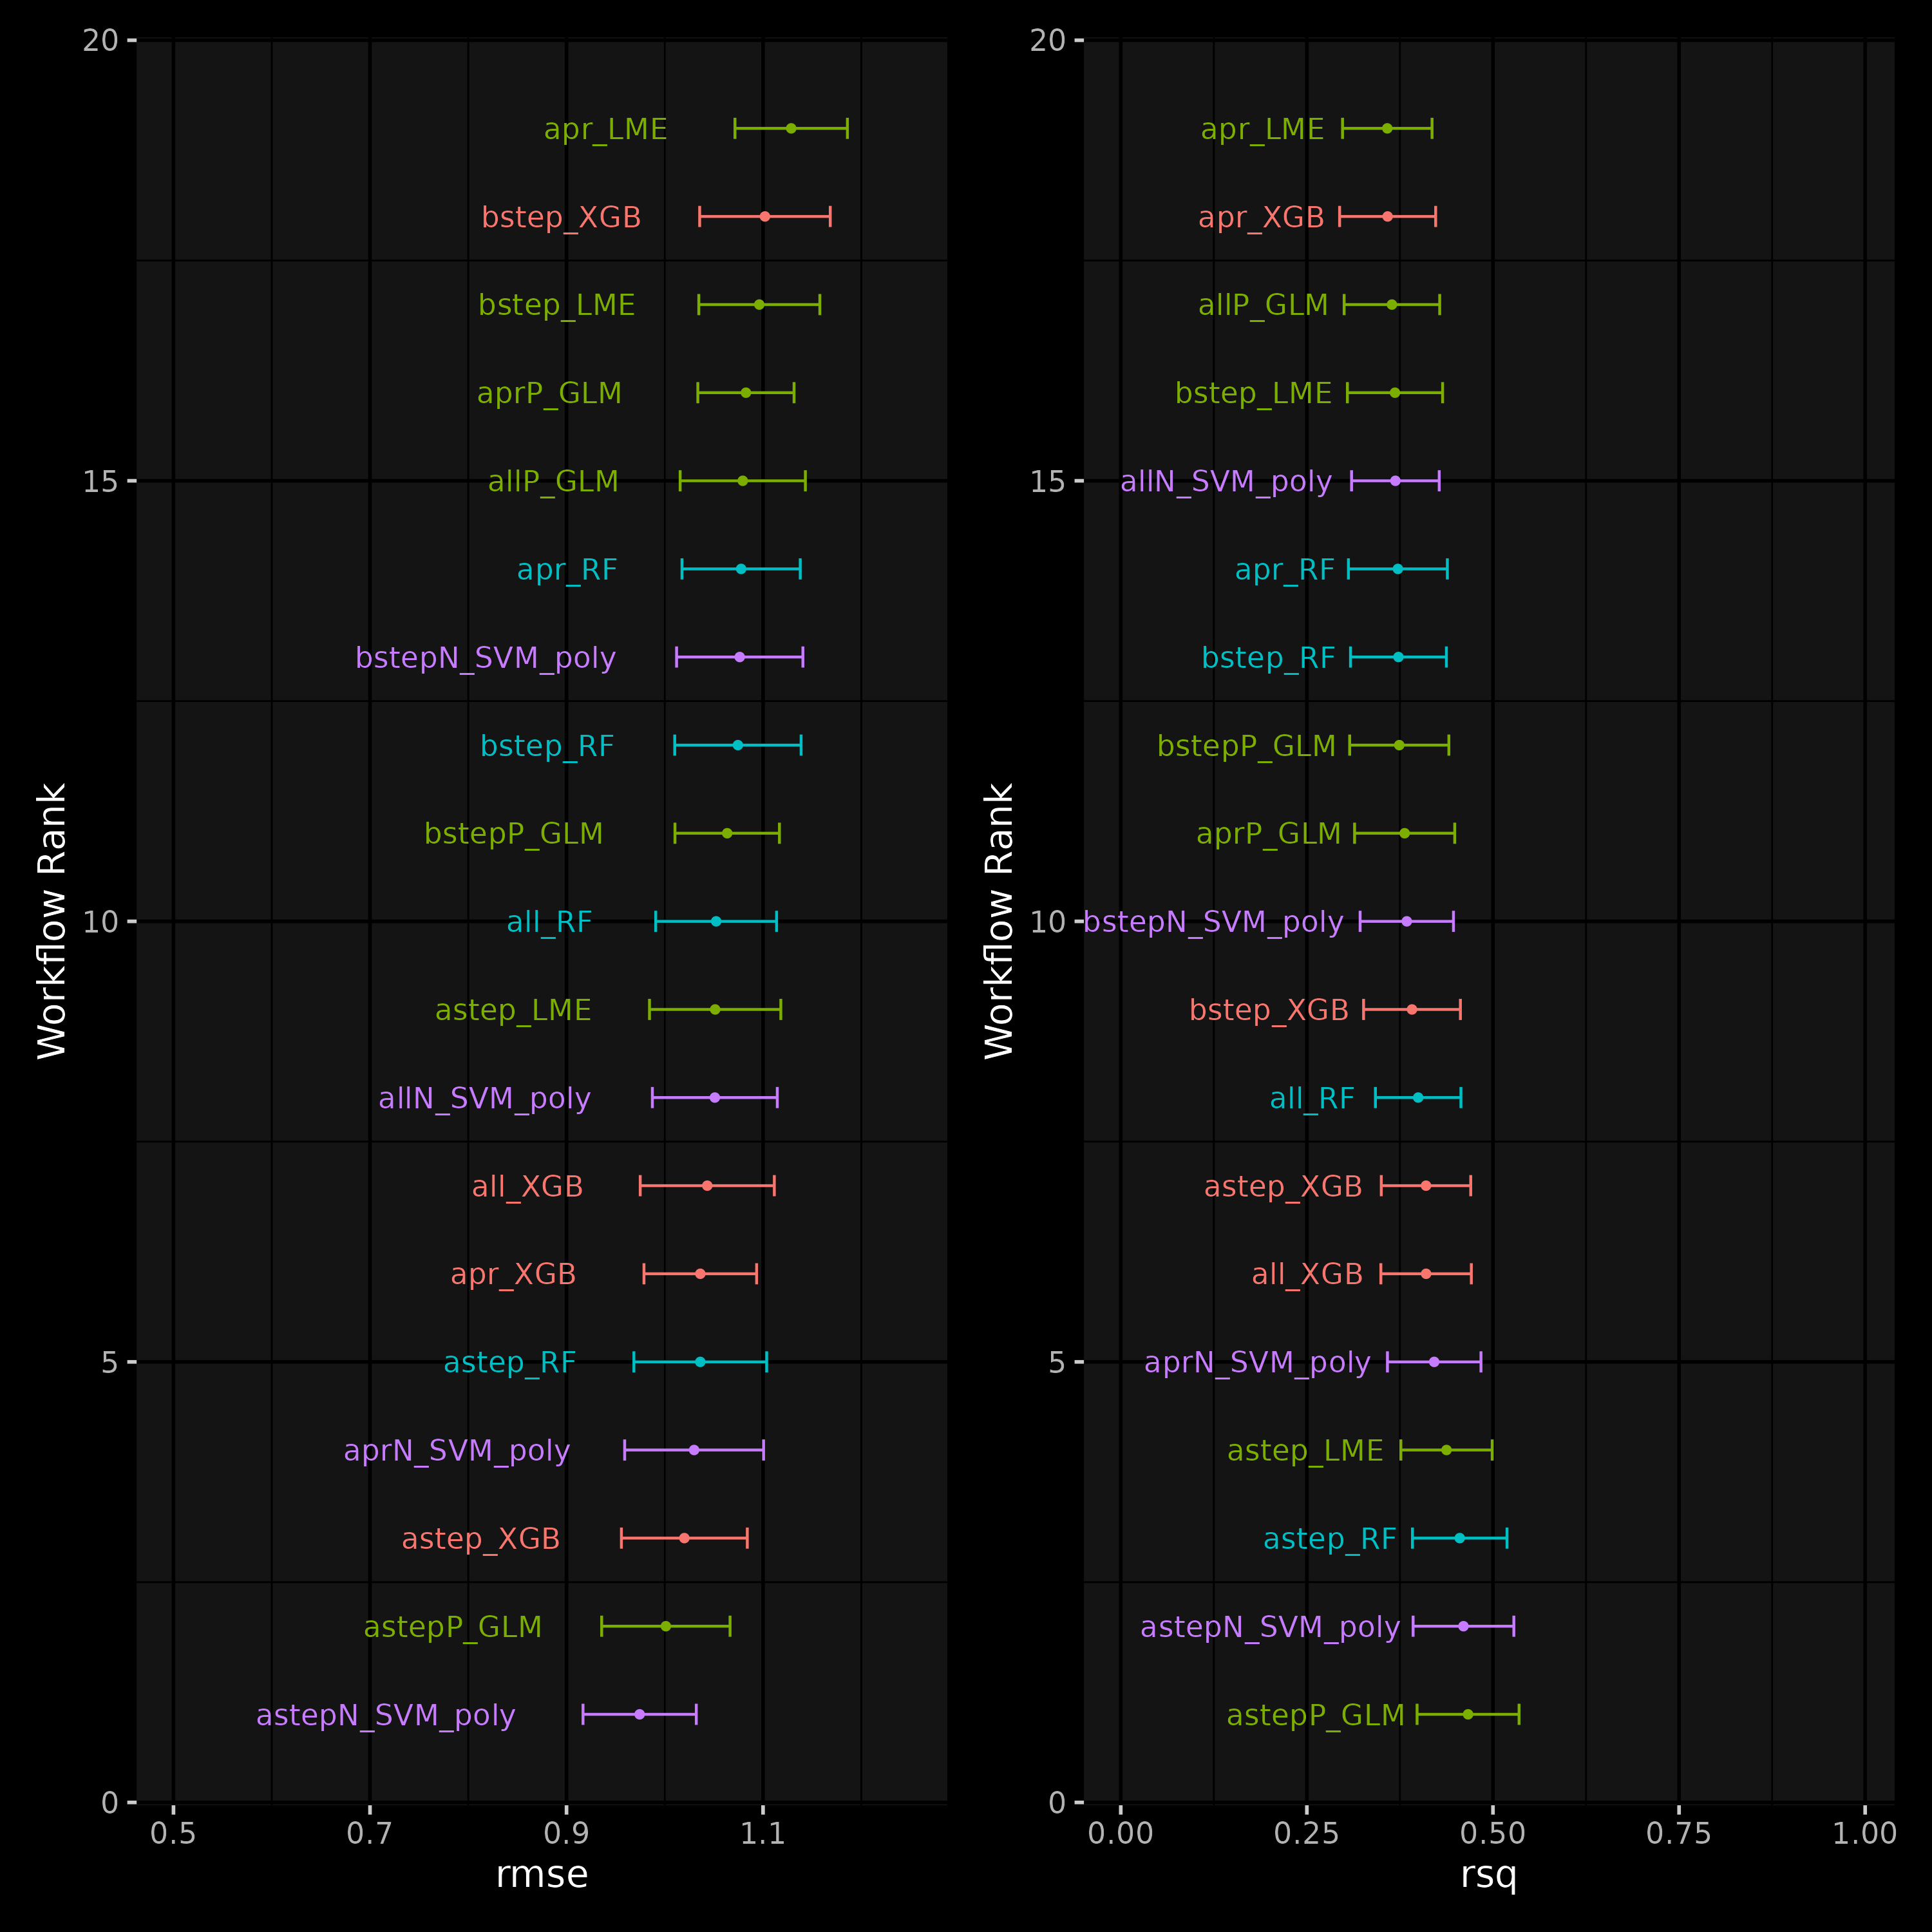 20
apr_LME
bstep_XGB
bstep_LME
aprP_GLM
15
allP_GLM
apr_RF
bstepN_SVM_poly
bstep_RF
bstepP_GLM
10
all_RF
astep_LME
allN_SVM_poly
all_XGB
apr_XGB
5
astep_RF
aprN_SVM_poly
astep_XGB
astepP_GLM
astepN_SVM_poly
0
0.5 0.7 0.9 1.1
rmse
Workflow Rank
20
apr_LME
apr_XGB
allP_GLM
bstep_LME
15
allN_SVM_poly
apr_RF
bstep_RF
bstepP_GLM
aprP_GLM
10
bstepN_SVM_poly
bstep_XGB
all_RF
astep_XGB
all_XGB
5
aprN_SVM_poly
astep_LME
astep_RF
astepN_SVM_poly
astepP_GLM
0
0.00 0.25 0.50 0.75 1.00
rsq
Workflow Rank